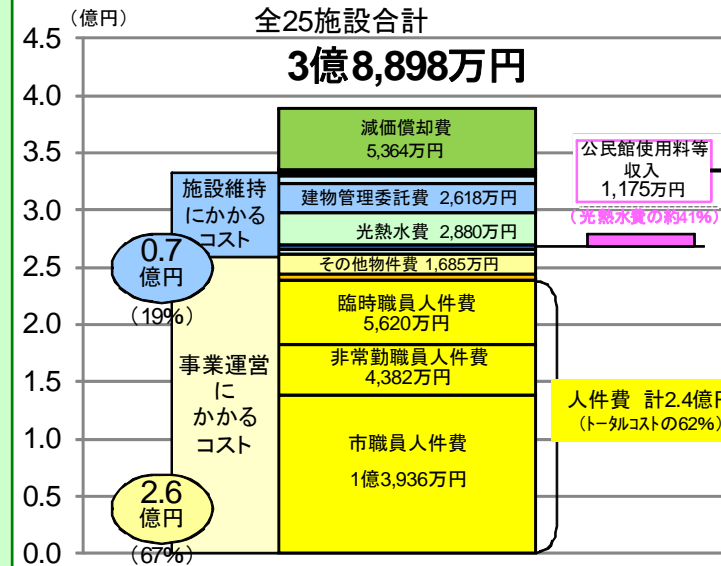 （億円）
全25施設合計
3億8,898万円
4.5
4.0
3.5
3.0
2.5
2.0
1.5
1.0
0.5
0.0
減価償却費
5,364万円
建物管理委託費 2,618万円
光熱水費 2,880万円
その他物件費 1,685万円
臨時職員人件費
5,620万円
非常勤職員人件費
4,382万円
市職員人件費
1億3,936万円
施設維持
にかかる
コスト
0.7
億円
（19%）
事業運営
に
かかる
コスト
2.6
億円
（67%）
公民館使用料等
収入
1,175万円
（光熱水費の約41%）
人件費 計2.4億円
（トータルコストの62%）